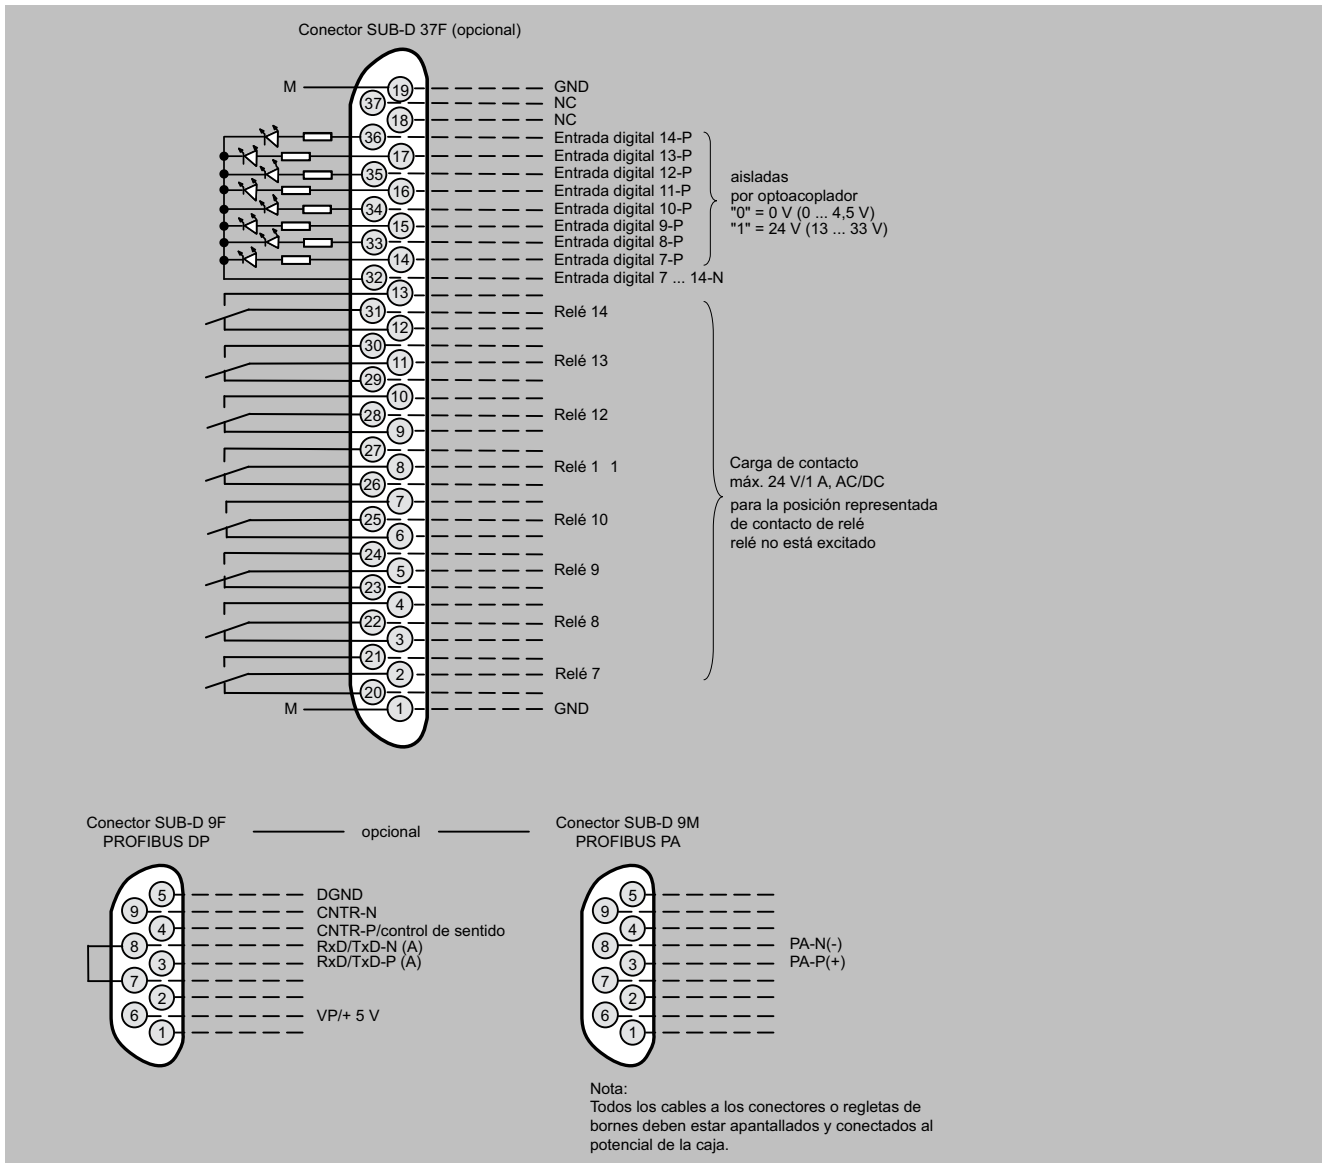 Conector SUB-D 37F (opcional)
M 19 GND
37 NC
18 NC
36 Entrada digital 14-P
17 Entrada digital 13-P
35 Entrada digital 12-P
16 Entrada digital 11-P
34 Entrada digital 10-P
15 Entrada digital 9-P
33 Entrada digital 8-P
14 Entrada digital 7-P
32 Entrada digital 7 ... 14-N
aisladas
por optoacoplador
"0" = 0 V (0 ... 4,5 V)
"1" = 24 V (13 ... 33 V)
13
31 Relé 14
12
30
11 Relé 13
29
10
28 Relé 12
9
27
8 Relé 1 1
26
7
25 Relé 10
6
24
5 Relé 9
23
4
22 Relé 8
3
21
2 Relé 7
20
M 1 GND
Carga de contacto
máx. 24 V/1 A, AC/DC
para la posición representada
de contacto de relé
relé no está excitado
Conector SUB-D 9F
PROFIBUS DP
opcional
Conector SUB-D 9M
PROFIBUS PA
5 DGND
9 CNTR-N
4 CNTR-P/control de sentido
8 RxD/TxD-N (A)
3 RxD/TxD-P (A)
7
2
6 VP/+ 5 V
1
5
9
4
8 PA-N(-)
3 PA-P(+)
7
2
6
1
Nota:
Todos los cables a los conectores o regletas de
bornes deben estar apantallados y conectados al
potencial de la caja.